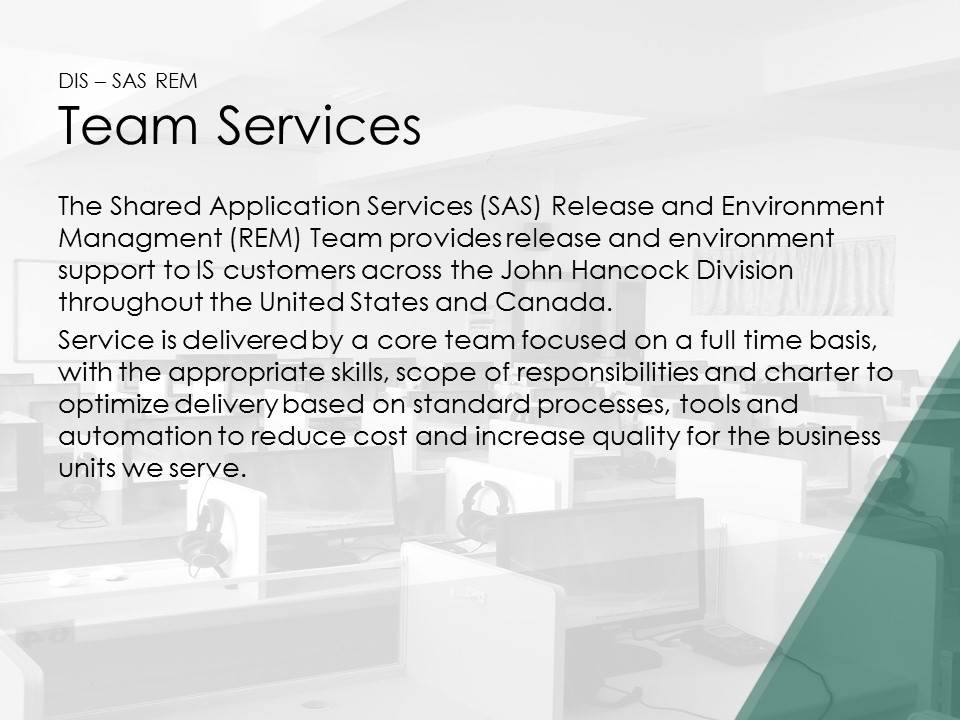 DIS – SAS REM
Team Services
The Shared Application Services (SAS) Release and Environment
Managment (REM) Team provides release and environment
support to IS customers across the John Hancock Division
throughout the United States and Canada.
Service is delivered by a core team focused on a full time basis,
with the appropriate skills, scope of responsibilities and charter to
optimize delivery based on standard processes, tools and
automation to reduce cost and increase quality for the business
units we serve.